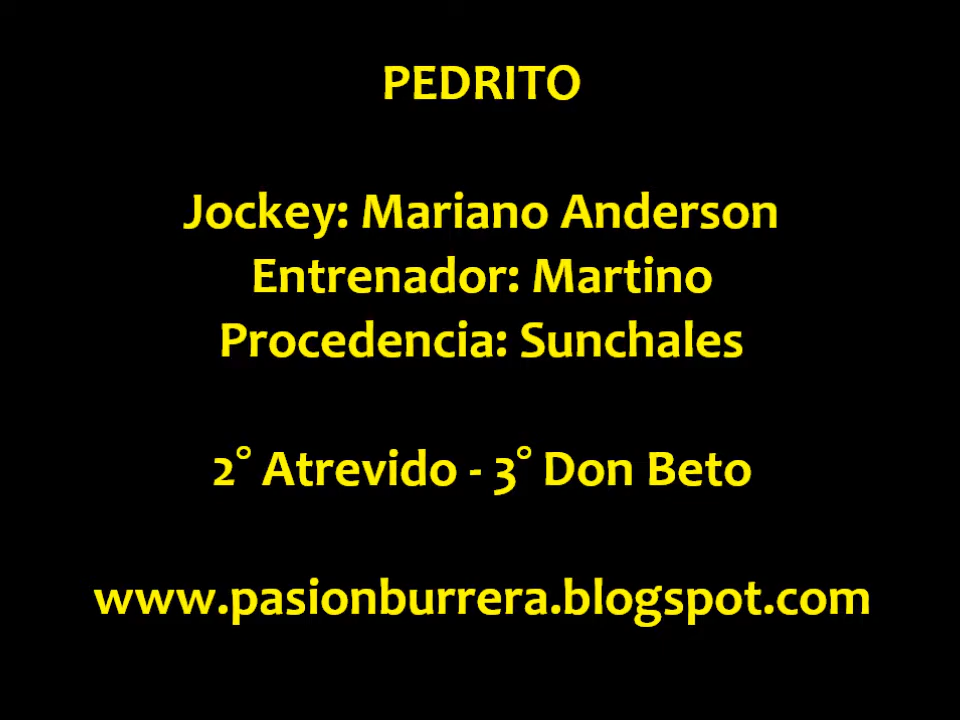 PEDRITO
Jockey: Mariano Anderson
Entrenador: Martino
Procedencia: Sunchales
2° Atrevido - 3° Don Beto
www.pasionburrera.blogspot.com